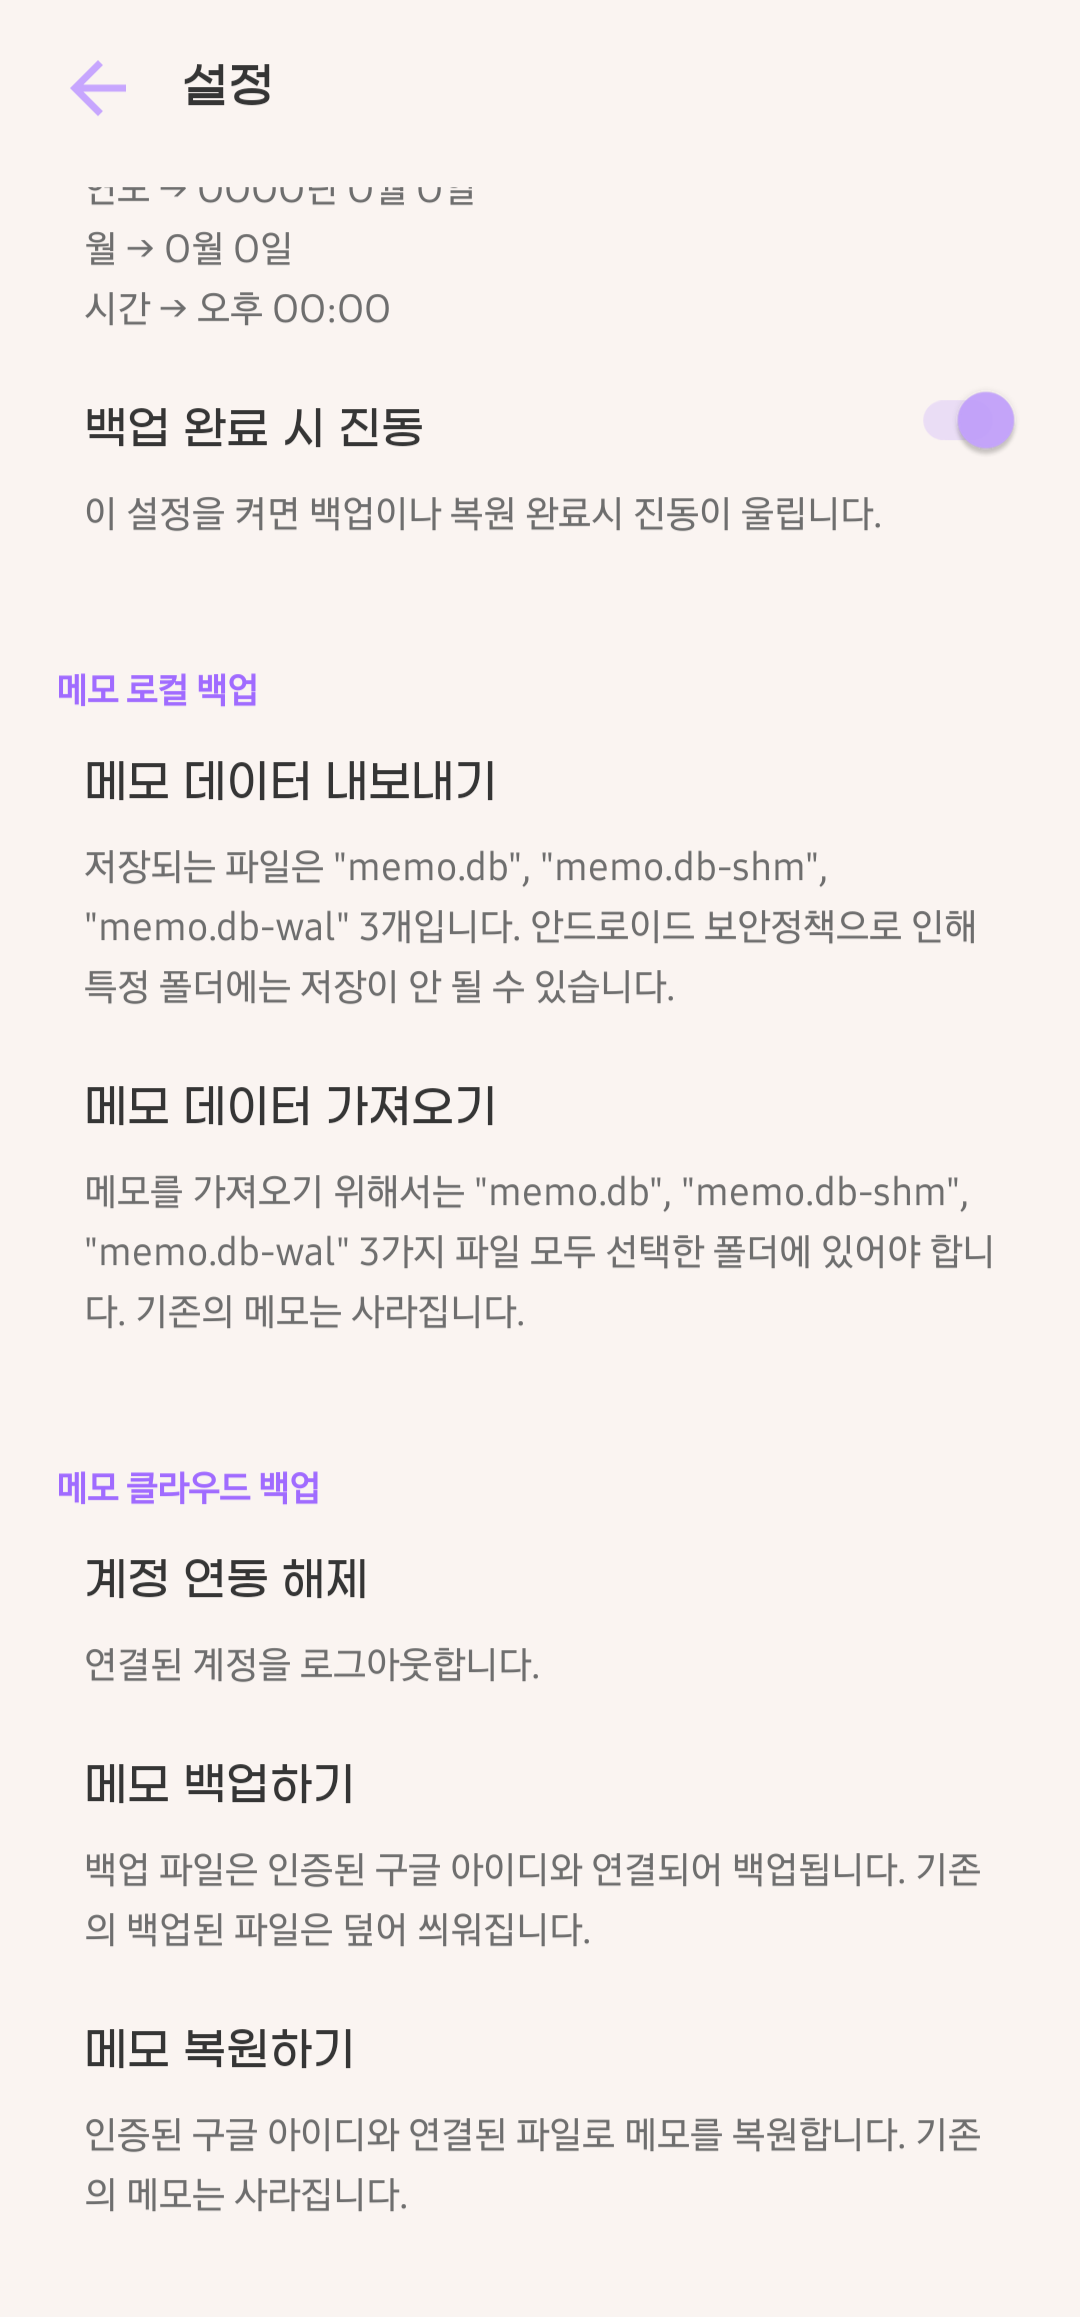 설정
월 → O월 O일
시간 → 오후 OO:OO
백업 완료 시 진동
이 설정을 켜면 백업이나 복원 완료시 진동이 울립니다.
메모 로컬 백업
메모 데이터 내보내기
저장되는 파일은 "memo.db", "memo.db-shm",
"memo.db-wal" 3개입니다. 안드로이드 보안정책으로 인해
특정 폴더에는 저장이 안 될 수 있습니다.
메모 데이터 가져오기
메모를 가져오기 위해서는 "memo.db", "memo.db-shm",
"memo.db-wal" 3가지 파일 모두 선택한 폴더에 있어야 합니
다. 기존의 메모는 사라집니다.
메모 클라우드 백업
계정 연동 해제
연결된 계정을 로그아웃합니다.
메모 백업하기
백업 파일은 인증된 구글 아이디와 연결되어 백업됩니다. 기존
의 백업된 파일은 덮어 씌워집니다.
메모 복원하기
인증된 구글 아이디와 연결된 파일로 메모를 복원합니다. 기존
의 메모는 사라집니다.